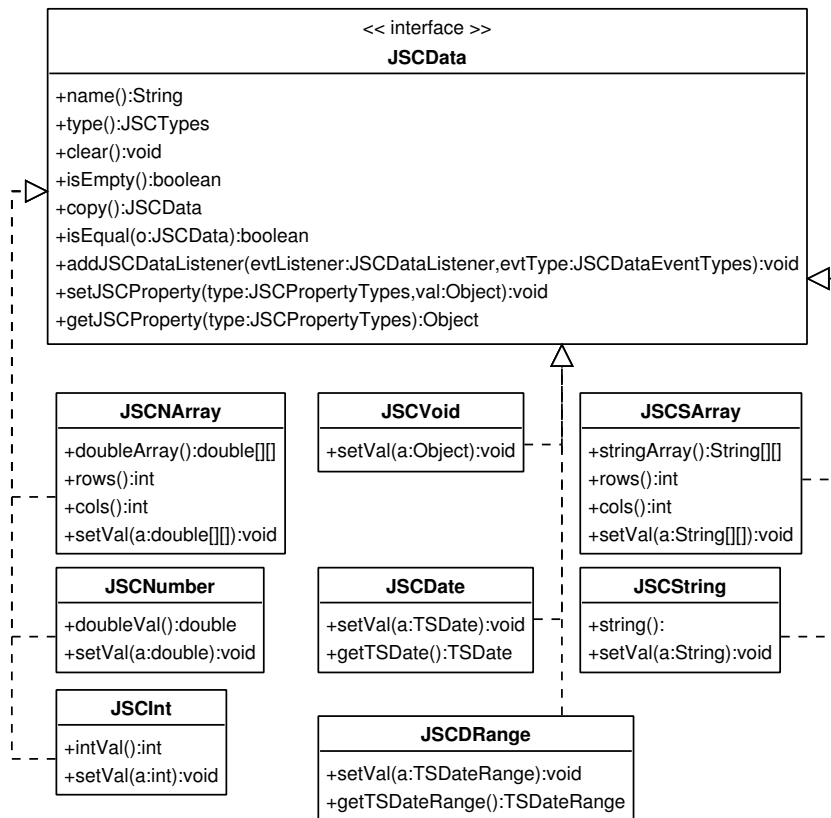 << interface >>
JSCData
+name():String
+type():JSCTypes
+clear():void
+isEmpty():boolean
+copy():JSCData
+isEqual(o:JSCData):boolean
+addJSCDataListener(evtListener:JSCDataListener,evtType:JSCDataEventTypes):void
+setJSCProperty(type:JSCPropertyTypes,val:Object):void
+getJSCProperty(type:JSCPropertyTypes):Object
JSCNArray
+doubleArray():double[][]
+rows():int
+cols():int
+setVal(a:double[][]):void
JSCVoid
+setVal(a:Object):void
JSCSArray
+stringArray():String[][]
+rows():int
+cols():int
+setVal(a:String[][]):void
JSCNumber
+doubleVal():double
+setVal(a:double):void
JSCDate
+setVal(a:TSDate):void
+getTSDate():TSDate
JSCString
+string():
+setVal(a:String):void
JSCInt
+intVal():int
+setVal(a:int):void
JSCDRange
+setVal(a:TSDateRange):void
+getTSDateRange():TSDateRange